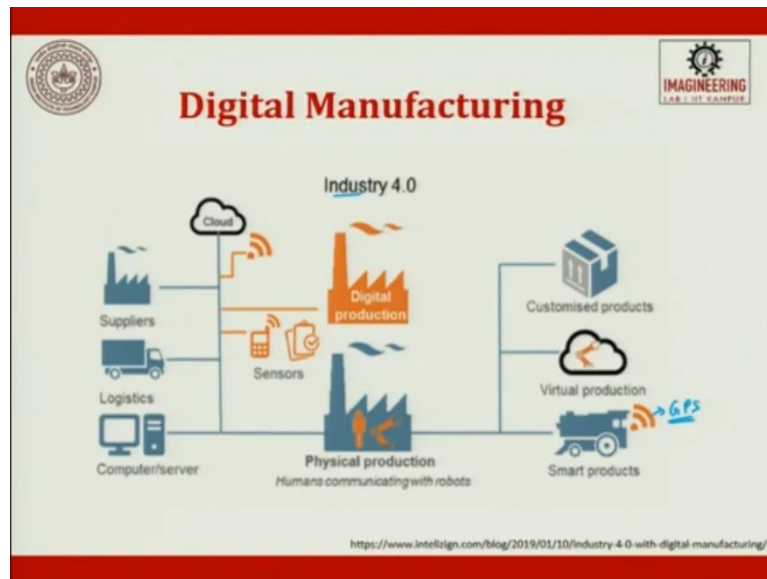 IMAGINEERING
LAB | IIT KANPUR
Digital Manufacturing
Industry 4.0
Cloud
Suppliers
Digital
production
Customised products
Sensors
Logistics
Virtual production
GPS
Computer/server
Physical production
Humans communicating with robots
Smart products
https://www.intelizign.com/blog/2019/01/10/industry-4-0-with-digital-manufacturing/